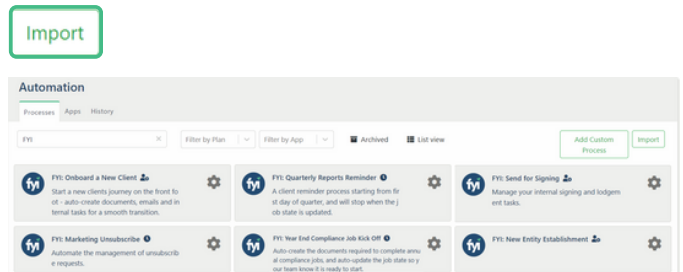 Import
Automation
Processes Apps History
FYI × Filter by Plan Filter by App Archived List view Add Custom Process Import
fyi FYI: Onboard a New Client
Start a new clients journey on the front fo
ot - auto-create documents, emails and in
ternal tasks for a smooth transition.
fyi FYI: Quarterly Reports Reminder
A client reminder process starting from fir
st day of quarter, and will stop when the j
ob state is updated.
fyi FYI: Send for Signing
Manage your internal signing and lodgem
ent tasks.
fyi FYI: Marketing Unsubscribe
Automate the management of unsubscrib
e requests.
fyi FYI: Year End Compliance Job Kick Off
Auto-create the documents required to complete annu
al compliance jobs, and auto-update the job state so y
our team know it is ready to start.
fyi FYI: New Entity Establishment